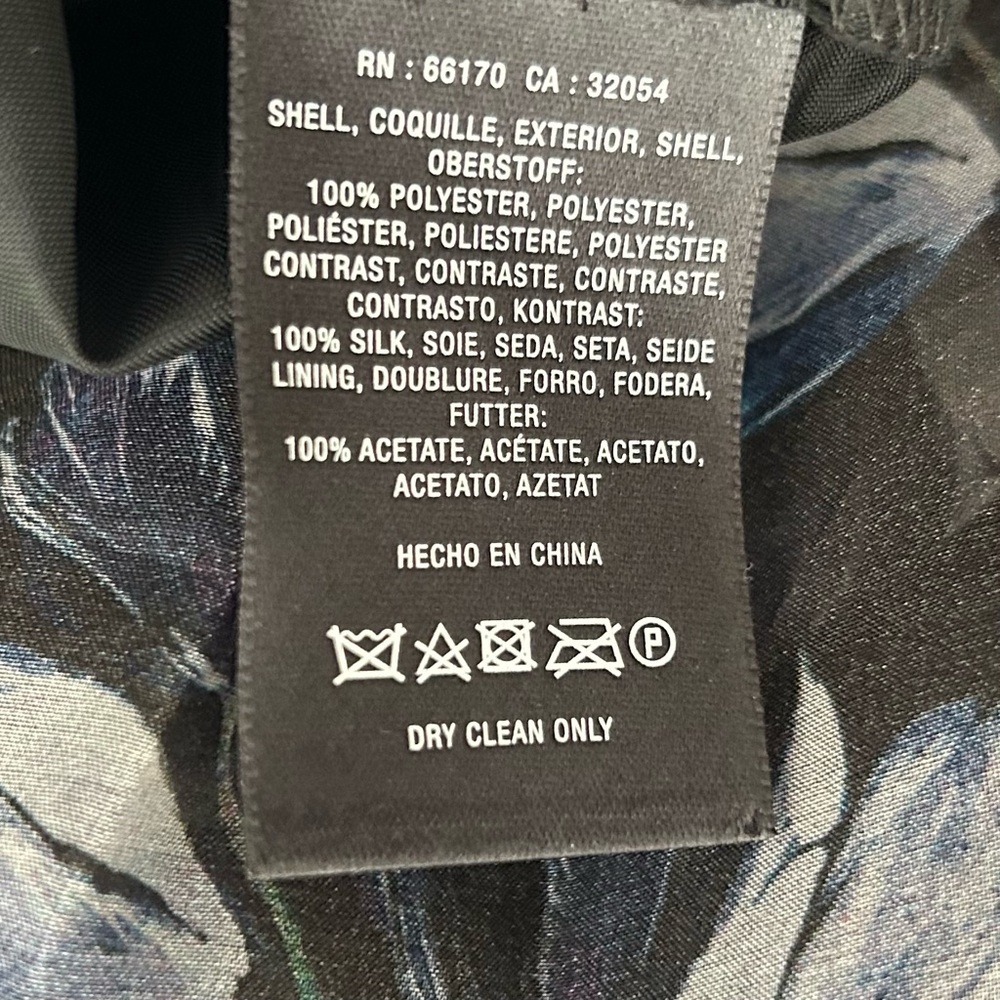 RN : 66170 CA : 32054
SHELL, COQUILLE, EXTERIOR, SHELL,
OBERSTOFF:
100% POLYESTER, POLYESTER,
POLIÉSTER, POLIESTERE, POLYESTER
CONTRAST, CONTRASTE, CONTRASTE,
CONTRASTO, KONTRAST:
100% SILK, SOIE, SEDA, SETA, SEIDE
LINING, DOUBLURE, FORRO, FODERA,
FUTTER:
100% ACETATE, ACÉTATE, ACETATO,
ACETATO, AZETAT
HECHO EN CHINA
P
DRY CLEAN ONLY